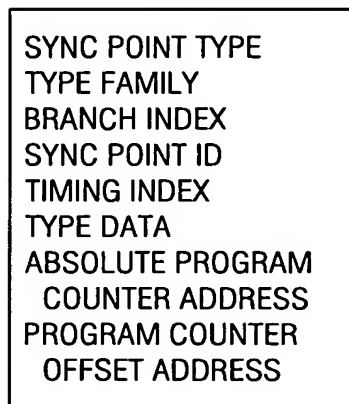 SYNC POINT TYPE
TYPE FAMILY
BRANCH INDEX
SYNC POINT ID
TIMING INDEX
TYPE DATA
ABSOLUTE PROGRAM
COUNTER ADDRESS
PROGRAM COUNTER
OFFSET ADDRESS